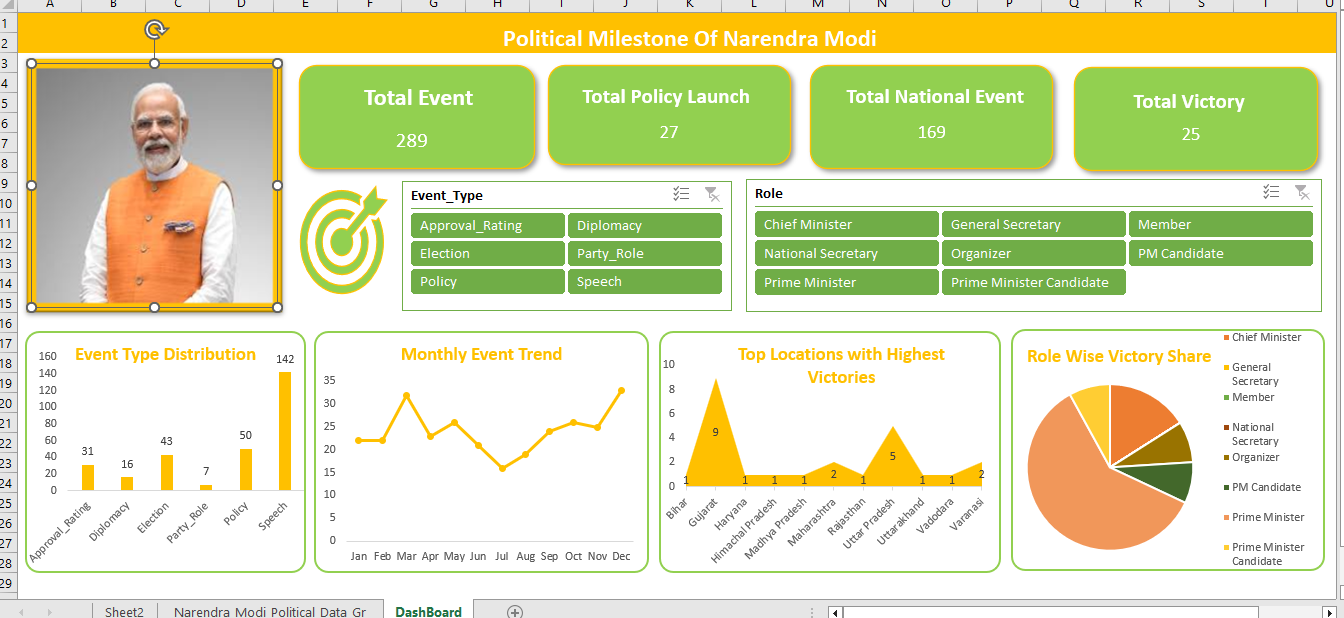 A B C D E F G H I J K L M N O P Q R S T U
Political Milestone Of Narendra Modi
Total Event
289
Total Policy Launch
27
Total National Event
169
Total Victory
25
Event_Type
Approval_Rating Diplomacy
Election Party_Role
Policy Speech
Role
Chief Minister General Secretary Member
National Secretary Organizer PM Candidate
Prime Minister Prime Minister Candidate
Event Type Distribution
160
140
120
100
80
60
40
20
0
31 16 43 7 50 142
Approval_Rating Diplomacy Election Party_Role Policy Speech
Monthly Event Trend
35
30
25
20
15
10
5
0
Jan Feb Mar Apr May Jun Jul Aug Sep Oct Nov Dec
Top Locations with Highest
Victories
10
8
6
4
2
0
1 9 1 1 1 2 1 5 1 1 2
Bihar Gujarat Haryana Himachal Pradesh Madhya Pradesh Maharashtra Rajasthan Uttar Pradesh Uttarakhand Vadodara Varanasi
Role Wise Victory Share
Chief Minister
General
Secretary
Member
National
Secretary
Organizer
PM Candidate
Prime Minister
Prime Minister
Candidate
1
2
3
4
5
6
7
8
9
10
11
12
13
14
15
16
17
18
19
20
21
22
23
24
25
26
27
28
29
Sheet2 Narendra Modi Political Data Gr DashBoard